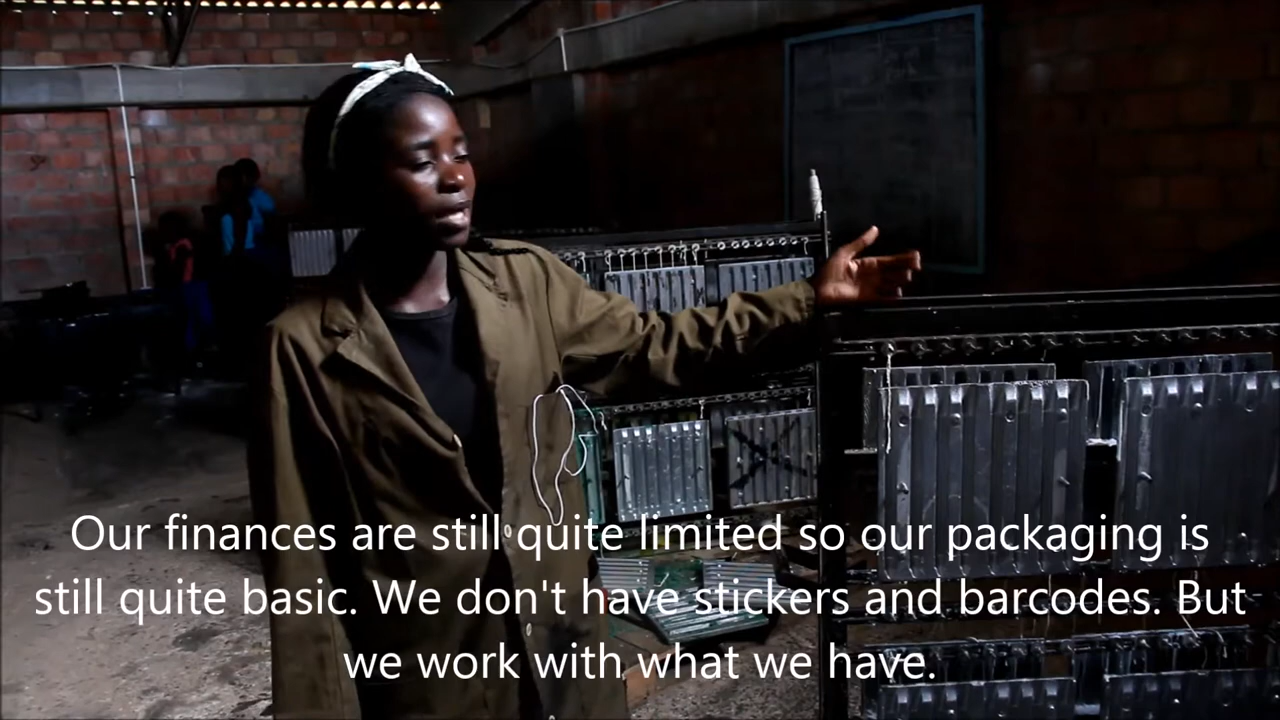 Our finances are still quite limited so our packaging is
still quite basic. We don't have stickers and barcodes. But
we work with what we have.